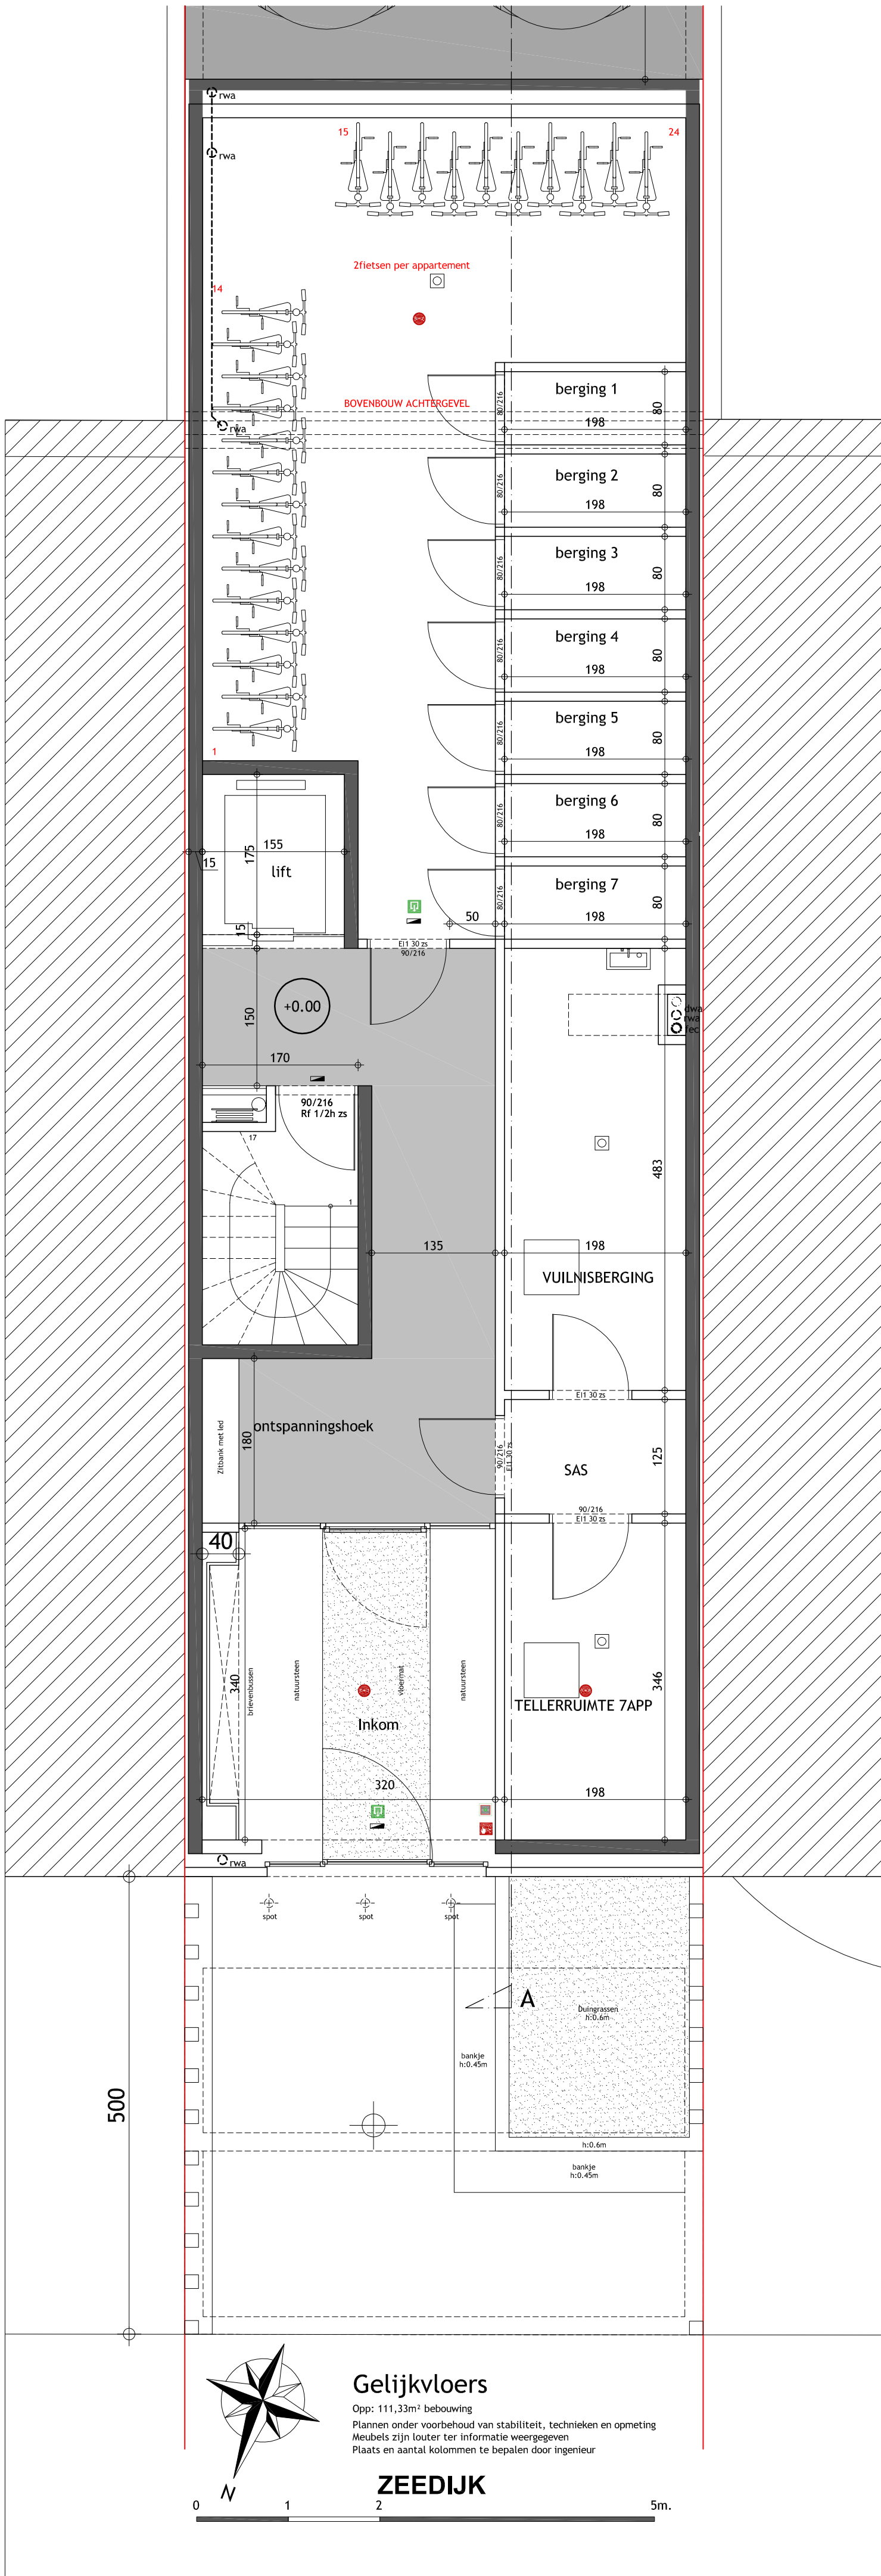 rwa
rwa
15
24
2fietsen per appartement
14
BOVENBOUW ACHTERGEVEL
rwa
80/216
berging 1
198
80
80/216
berging 2
198
80
80/216
berging 3
198
80
80/216
berging 4
198
80
80/216
berging 5
198
80
1
80/216
berging 6
198
80
155
175
15
lift
80/216
berging 7
198
80
50
15
EI1 30 zs
90/216
+0.00
150
170
dwa
rwa
fec
90/216
Rf 1/2h zs
17
1
483
135
198
VUILNISBERGING
EI1 30 zs
ontspanningshoek
Zitbank met led
180
90/216
EI1 30 zs
SAS
125
90/216
EI1 30 zs
40
340
brievenbussen
natuursteen
vloermat
natuursteen
Inkom
346
TELLERRUIMTE 7APP
320
198
rwa
spot
spot
spot
A
Duingrassen
h:0.6m
bankje
h:0.45m
500
h:0.6m
bankje
h:0.45m
Gelijkvloers
Opp: 111,33m² bebouwing
Plannen onder voorbehoud van stabiliteit, technieken en opmeting
Meubels zijn louter ter informatie weergegeven
Plaats en aantal kolommen te bepalen door ingenieur
N
ZEEDIJK
0
1
2
5m.